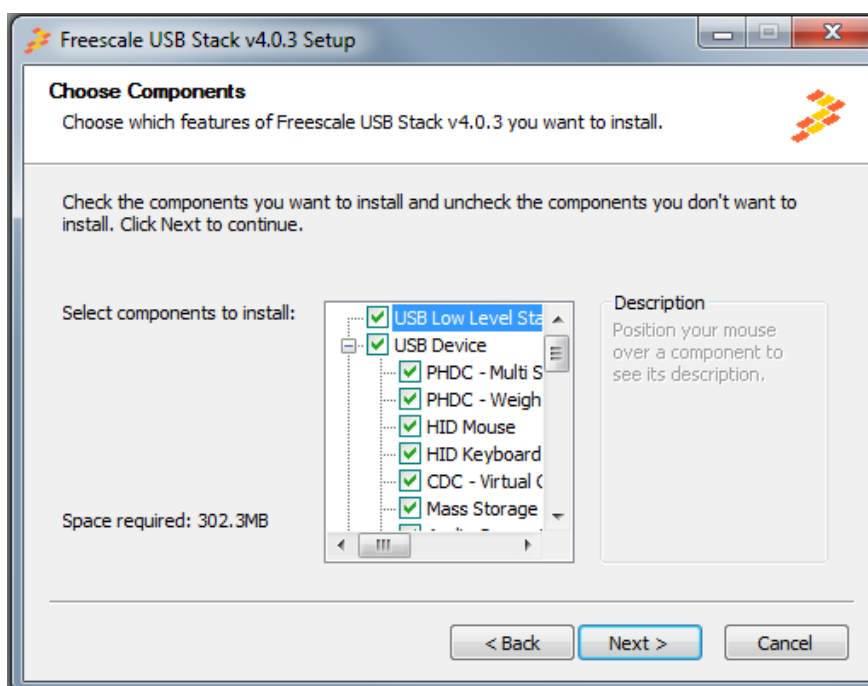 Freescale USB Stack v4.0.3 Setup
Choose Components
Choose which features of Freescale USB Stack v4.0.3 you want to install.
Check the components you want to install and uncheck the components you don't want to
install. Click Next to continue.
Select components to install:
USB Low Level Sta
USB Device
PHDC - Multi S
PHDC - Weigh
HID Mouse
HID Keyboard
CDC - Virtual
Mass Storage
Description
Position your mouse
over a component to
see its description.
Space required: 302.3MB
< Back
Next >
Cancel